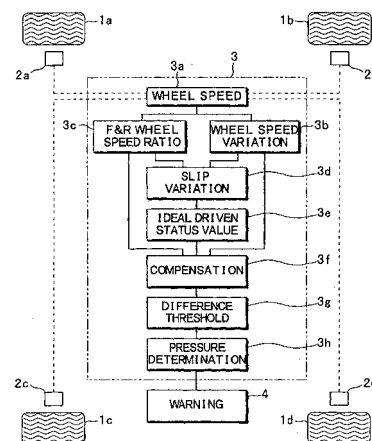 1a 1b
2a 3 2
3a
WHEEL SPEED
3c 3b
F&R WHEEL SPEED RATIO
WHEEL SPEED VARIATION
SLIP VARIATION 3d
IDEAL DRIVEN STATUS VALUE 3e
COMPENSATION 3f
DIFFERENCE THRESHOLD 3g
PRESSURE DETERMINATION 3h
2c
WARNING 4
1c 1d